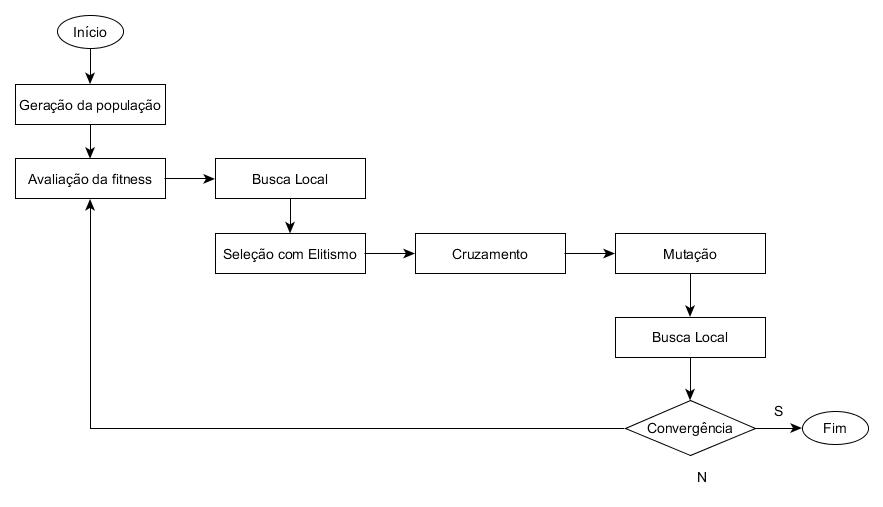 Início
Geração da população
Avaliação da fitness
Busca Local
Seleção com Elitismo
Cruzamento
Mutação
Busca Local
Convergência
S
Fim
N